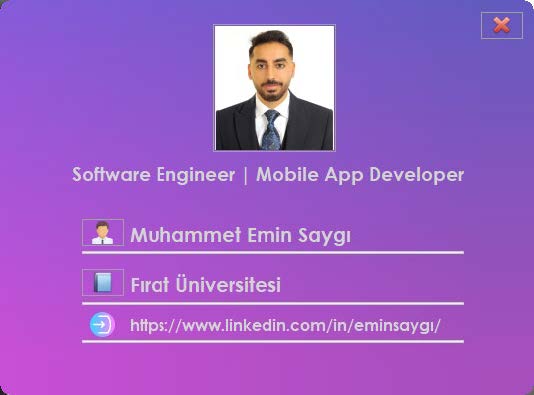 Software Engineer | Mobile App Developer
Muhammet Emin Saygı
Fırat Üniversitesi
https://www.linkedin.com/in/eminsaygı/